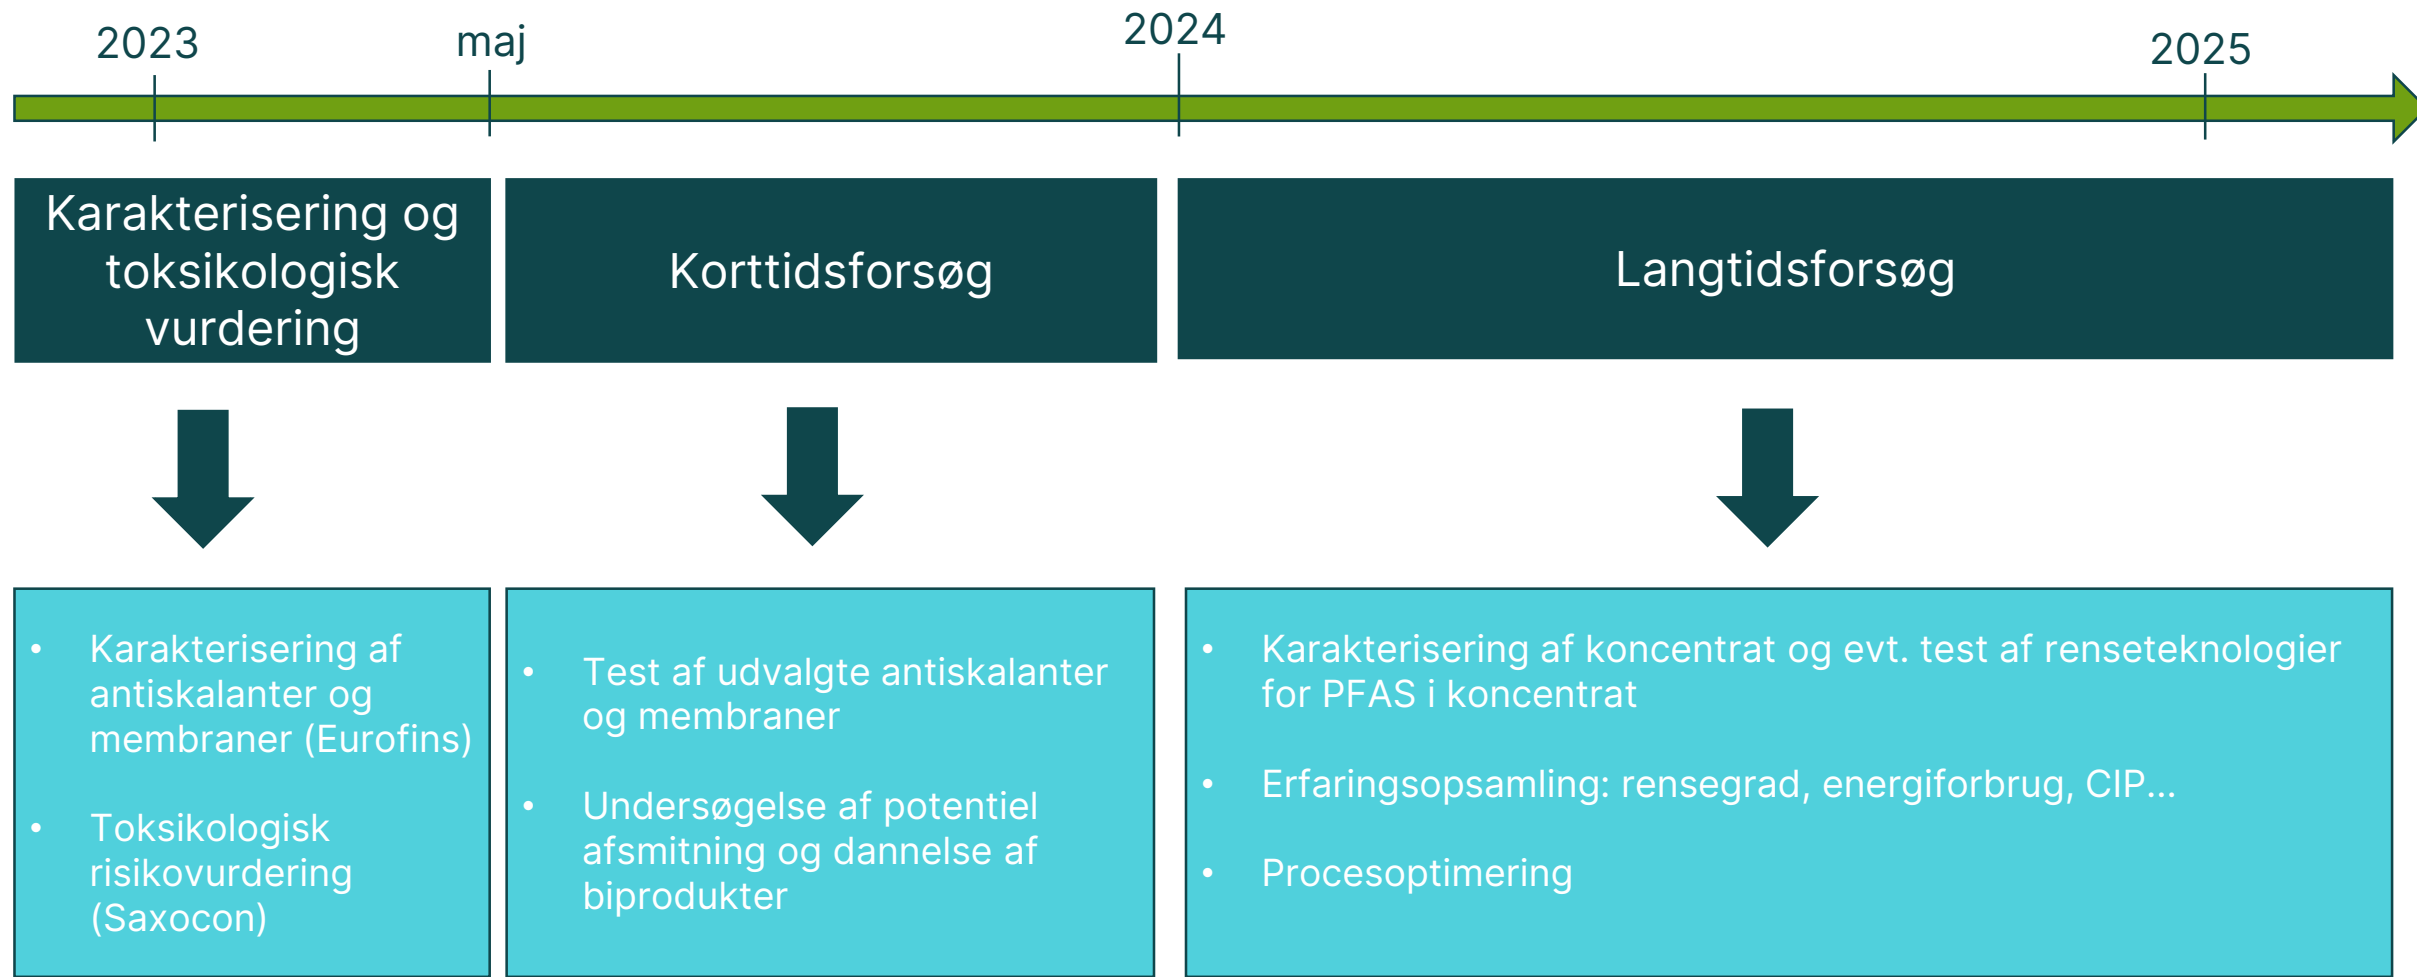 2023
maj
2024
2025
Karakterisering og
toksikologisk
vurdering
Korttidsforsøg
Langtidsforsøg
• Karakterisering af
antiskalanter og
membraner (Eurofins)
• Toksikologisk
risikovurdering
(Saxocon)
• Test af udvalgte antiskalanter
og membraner
• Undersøgelse af potentiel
afsmitning og dannelse af
biprodukter
• Karakterisering af koncentrat og evt. test af renseteknologier
for PFAS i koncentrat
• Erfaringsopsamling: rensegrad, energiforbrug, CIP...
• Procesoptimering